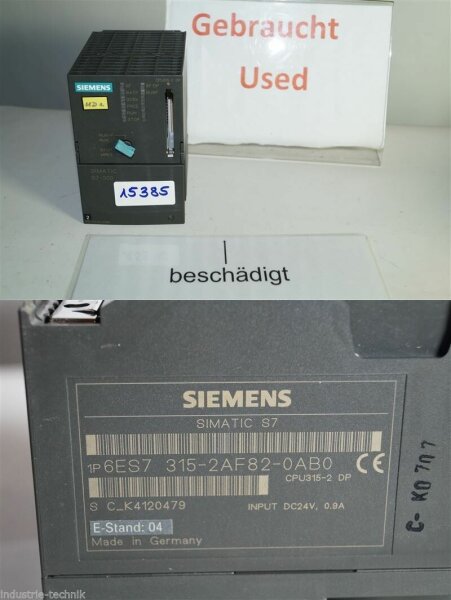 Gebraucht
Used
SIEMENS
SIMATIC
S7-300
15385
2
beschädigt
SIEMENS
SIMATIC S7
1P 6ES7 315-2AF82-0AB0
CPU315-2 DP
S C_K4120479
INPUT DC24V, 0.9A
E-Stand: 04
Made in Germany
C-K0707
industrie-technik